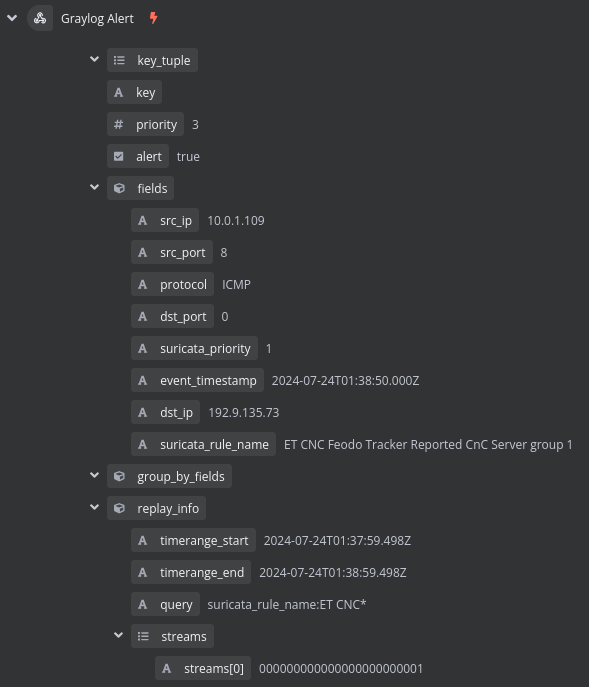 Graylog Alert
key_tuple
A key
# priority 3
alert true
fields
A src_ip 10.0.1.109
A src_port 8
A protocol ICMP
A dst_port 0
A suricata_priority 1
A event_timestamp 2024-07-24T01:38:50.000Z
A dst_ip 192.9.135.73
A suricata_rule_name ET CNC Feodo Tracker Reported CnC Server group 1
group_by_fields
replay_info
A timerange_start 2024-07-24T01:37:59.498Z
A timerange_end 2024-07-24T01:38:59.498Z
A query suricata_rule_name:ET CNC*
streams
A streams[0] 000000000000000000000001